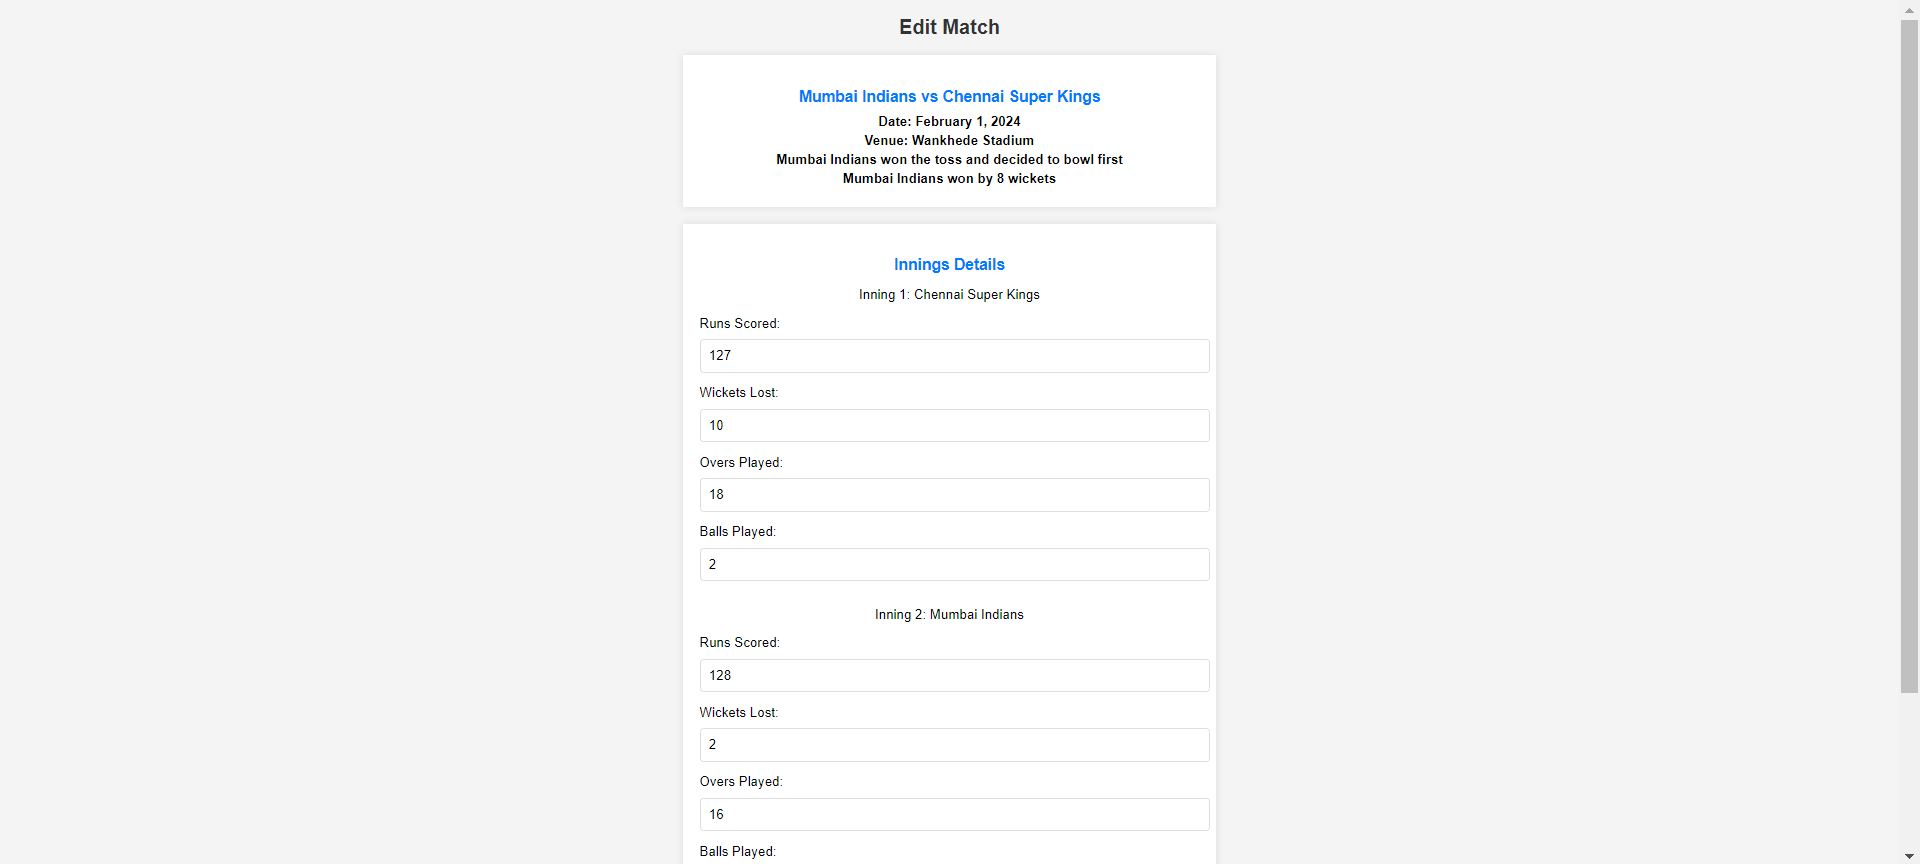 Edit Match
Mumbai Indians vs Chennai Super Kings
Date: February 1, 2024
Venue: Wankhede Stadium
Mumbai Indians won the toss and decided to bowl first
Mumbai Indians won by 8 wickets
Innings Details
Inning 1: Chennai Super Kings
Runs Scored:
127
Wickets Lost:
10
Overs Played:
18
Balls Played:
2
Inning 2: Mumbai Indians
Runs Scored:
128
Wickets Lost:
2
Overs Played:
16
Balls Played: